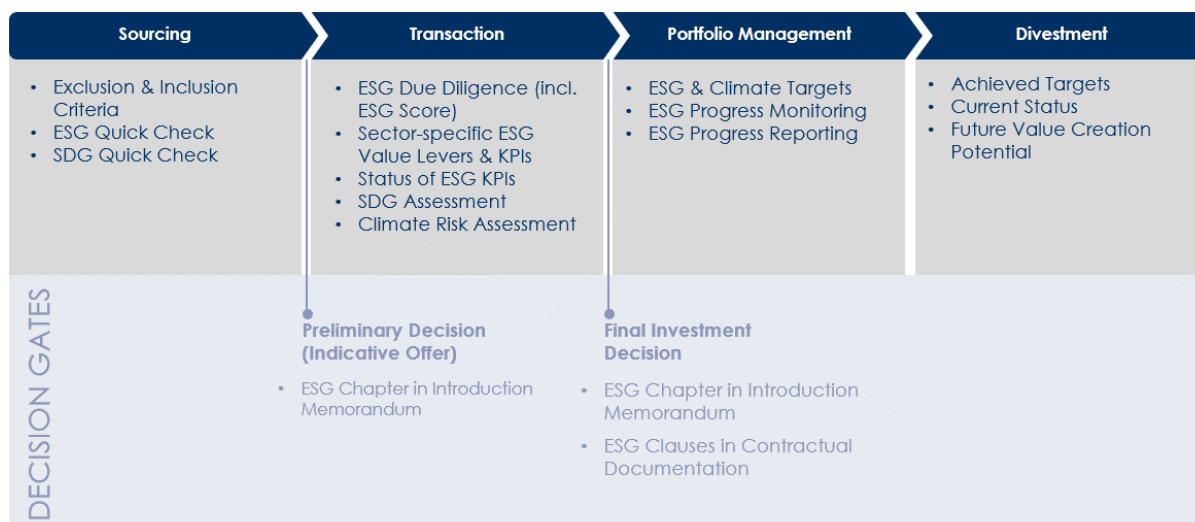 Sourcing
Transaction
Portfolio Management
Divestment
• Exclusion & Inclusion
Criteria
• ESG Quick Check
• SDG Quick Check
• ESG Due Diligence (incl.
ESG Score)
• Sector-specific ESG
Value Levers & KPIs
• Status of ESG KPIs
• SDG Assessment
• Climate Risk Assessment
• ESG & Climate Targets
• ESG Progress Monitoring
• ESG Progress Reporting
• Achieved Targets
• Current Status
• Future Value Creation
Potential
DECISION GATES
Preliminary Decision
(Indicative Offer)
• ESG Chapter in Introduction
Memorandum
Final Investment
Decision
• ESG Chapter in Introduction
Memorandum
• ESG Clauses in Contractual
Documentation